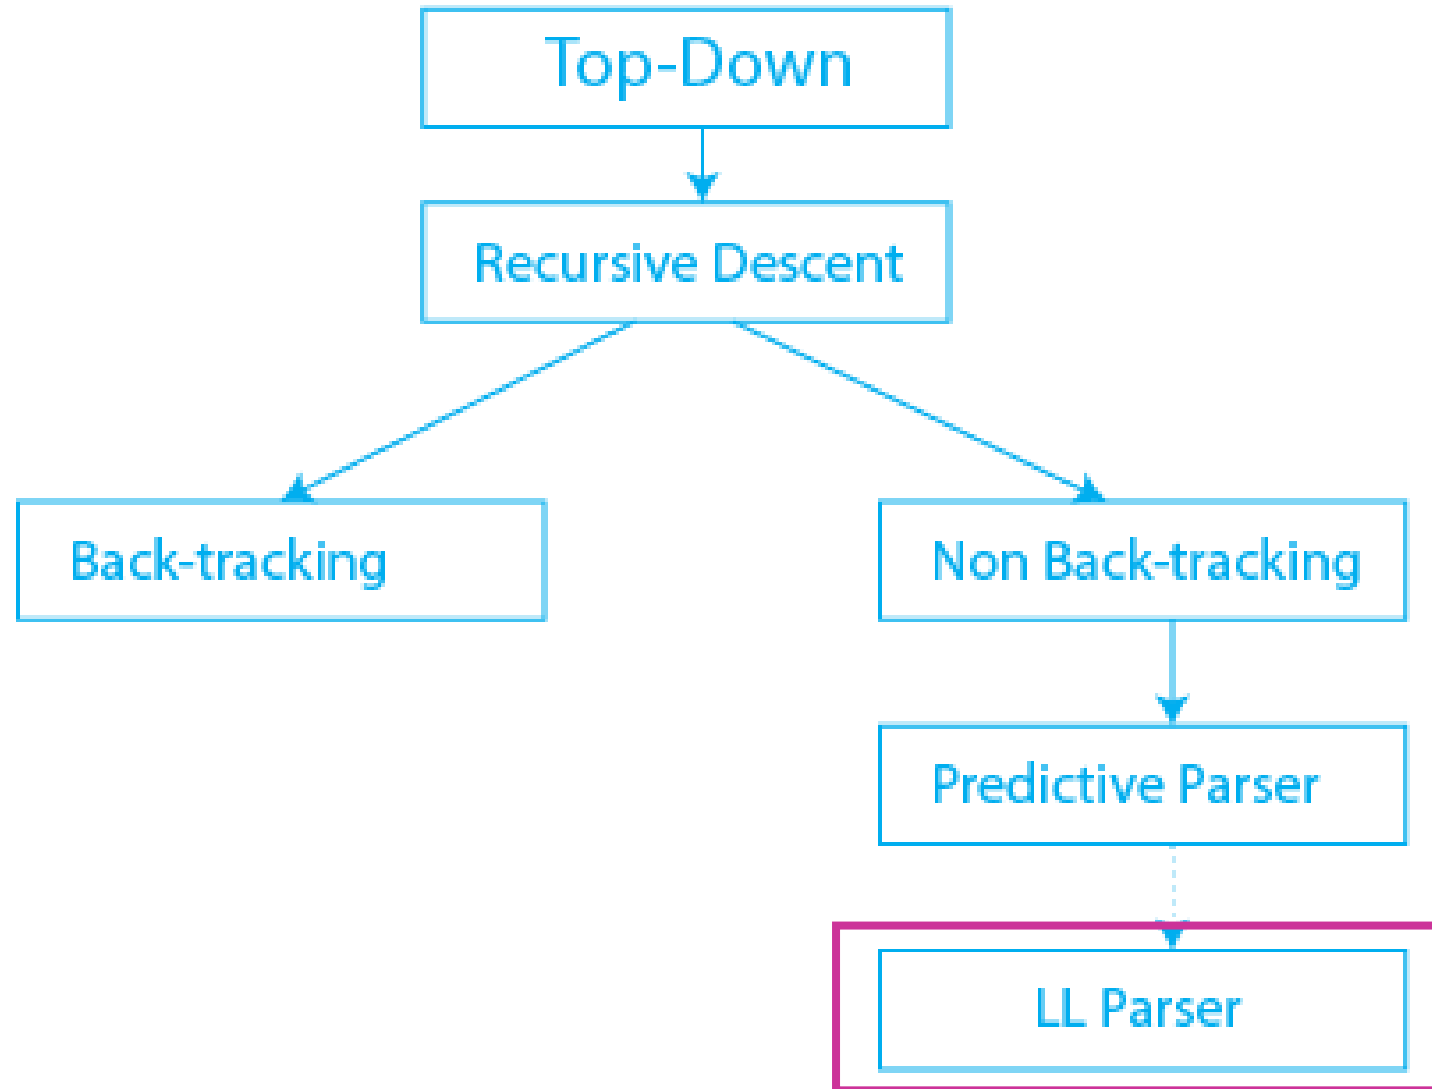 Top-Down
Recursive Descent
Back-tracking
Non Back-tracking
Predictive Parser
LL Parser